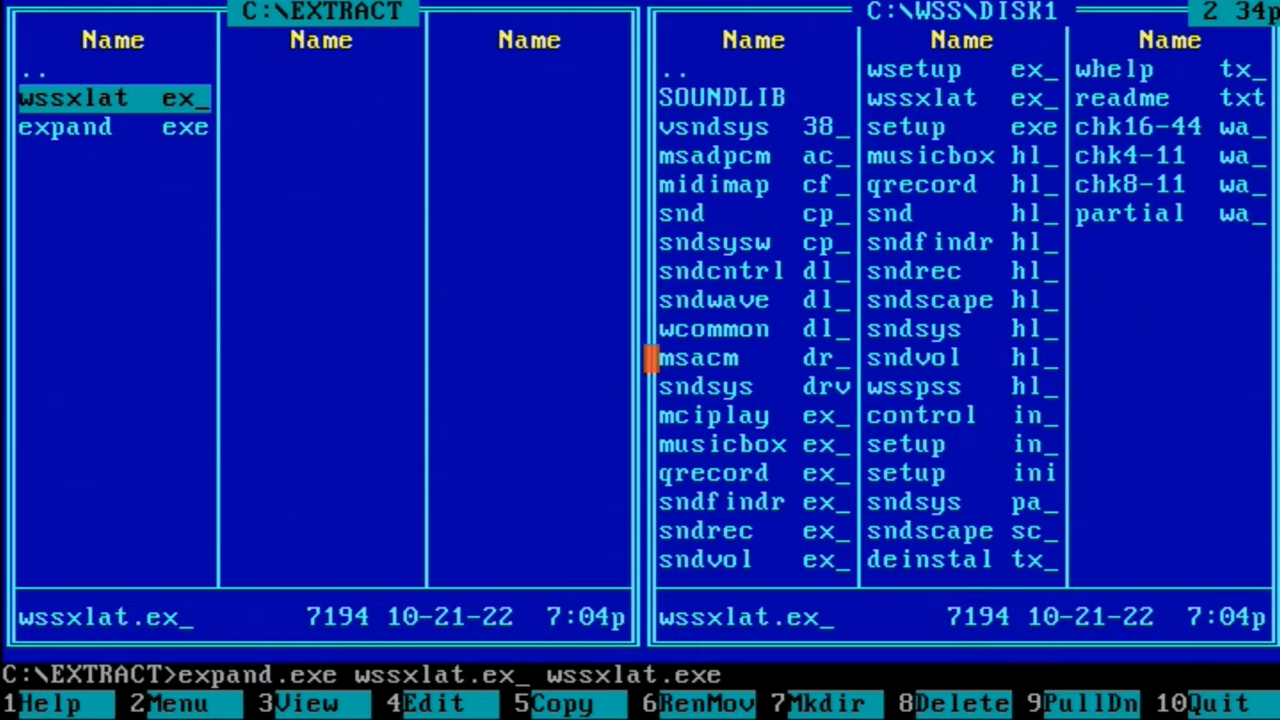 C:\EXTRACT
Name Name Name
..
wssxlat ex_
expand exe
wssxlat.ex_ 7194 10-21-22 7:04p
C:\WSS\DISK1 2 34p
Name Name Name
.. wsetup ex_ whelp tx_
SOUNDLIB wssxlat ex_ readme txt
vsndsys 38_ setup exe chk16-44 wa_
msadpcm ac_ musicbox hl_ chk4-11 wa_
midimap cf_ qrecord hl_ chk8-11 wa_
snd cp_ snd hl_ partial wa_
sndsysw cp_ sndfindr hl_
sndcntrl dl_ sndrec hl_
sndwave dl_ sndscape hl_
wcommon dl_ sndsys hl_
msacm dr_ sndvol hl_
sndsys drv wsspss hl_
mciplay ex_ control in_
musicbox ex_ setup in_
qrecord ex_ setup ini
sndfindr ex_ sndsys pa_
sndrec ex_ sndscape sc_
sndvol ex_ deinstal tx_
wssxlat.ex_ 7194 10-21-22 7:04p
C:\EXTRACT>expand.exe wssxlat.ex_ wssxlat.exe
1Help 2Menu 3View 4Edit 5Copy 6RenMov 7Mkdir 8Delete 9PullDn 10Quit